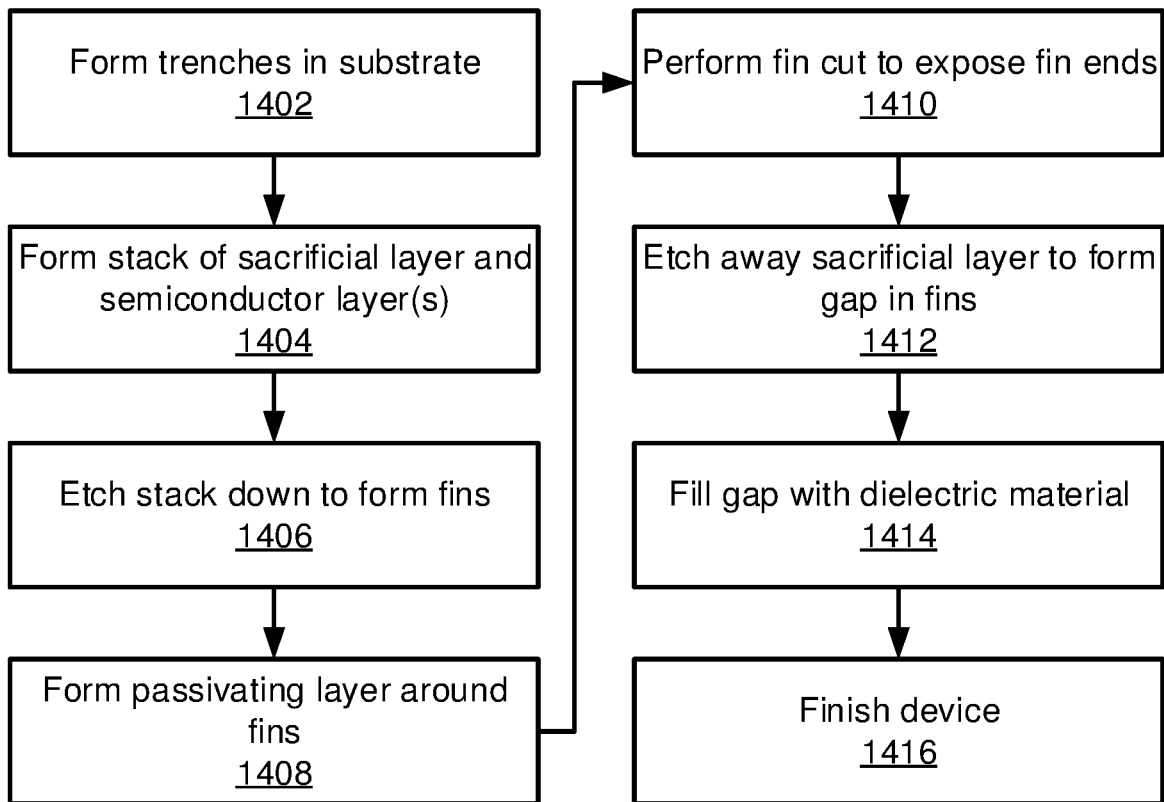 Form trenches in substrate
1402
Form stack of sacrificial layer and
semiconductor layer(s)
1404
Etch stack down to form fins
1406
Form passivating layer around
fins
1408
Perform fin cut to expose fin ends
1410
Etch away sacrificial layer to form
gap in fins
1412
Fill gap with dielectric material
1414
Finish device
1416